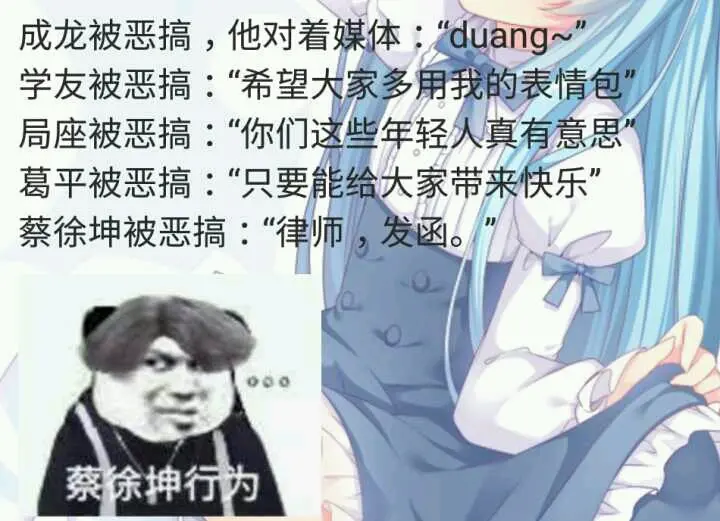 成龙被恶搞，他对着媒体：“duang~”
学友被恶搞：“希望大家多用我的表情包”
局座被恶搞：“你们这些年轻人真有意思”
葛平被恶搞：“只要能给大家带来快乐”
蔡徐坤被恶搞：“律师，发函。”
。。。
蔡徐坤行为